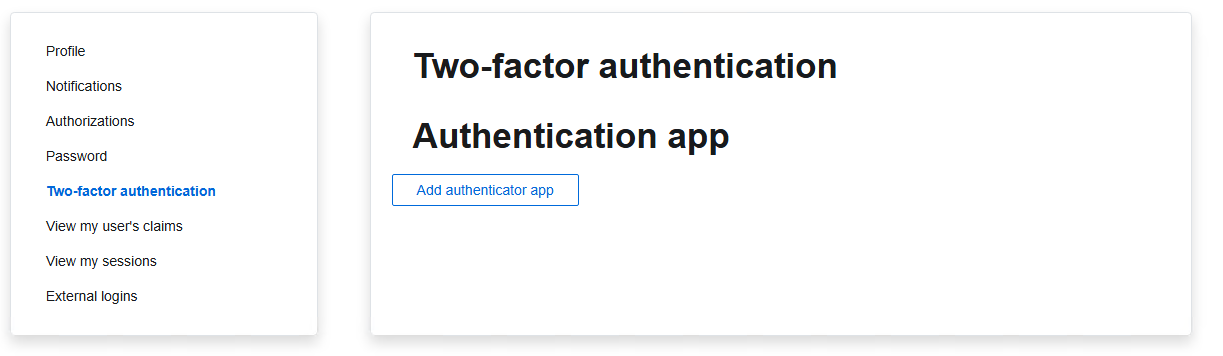 Profile
Notifications
Authorizations
Password
Two-factor authentication
View my user's claims
View my sessions
External logins
Two-factor authentication
Authentication app
Add authenticator app